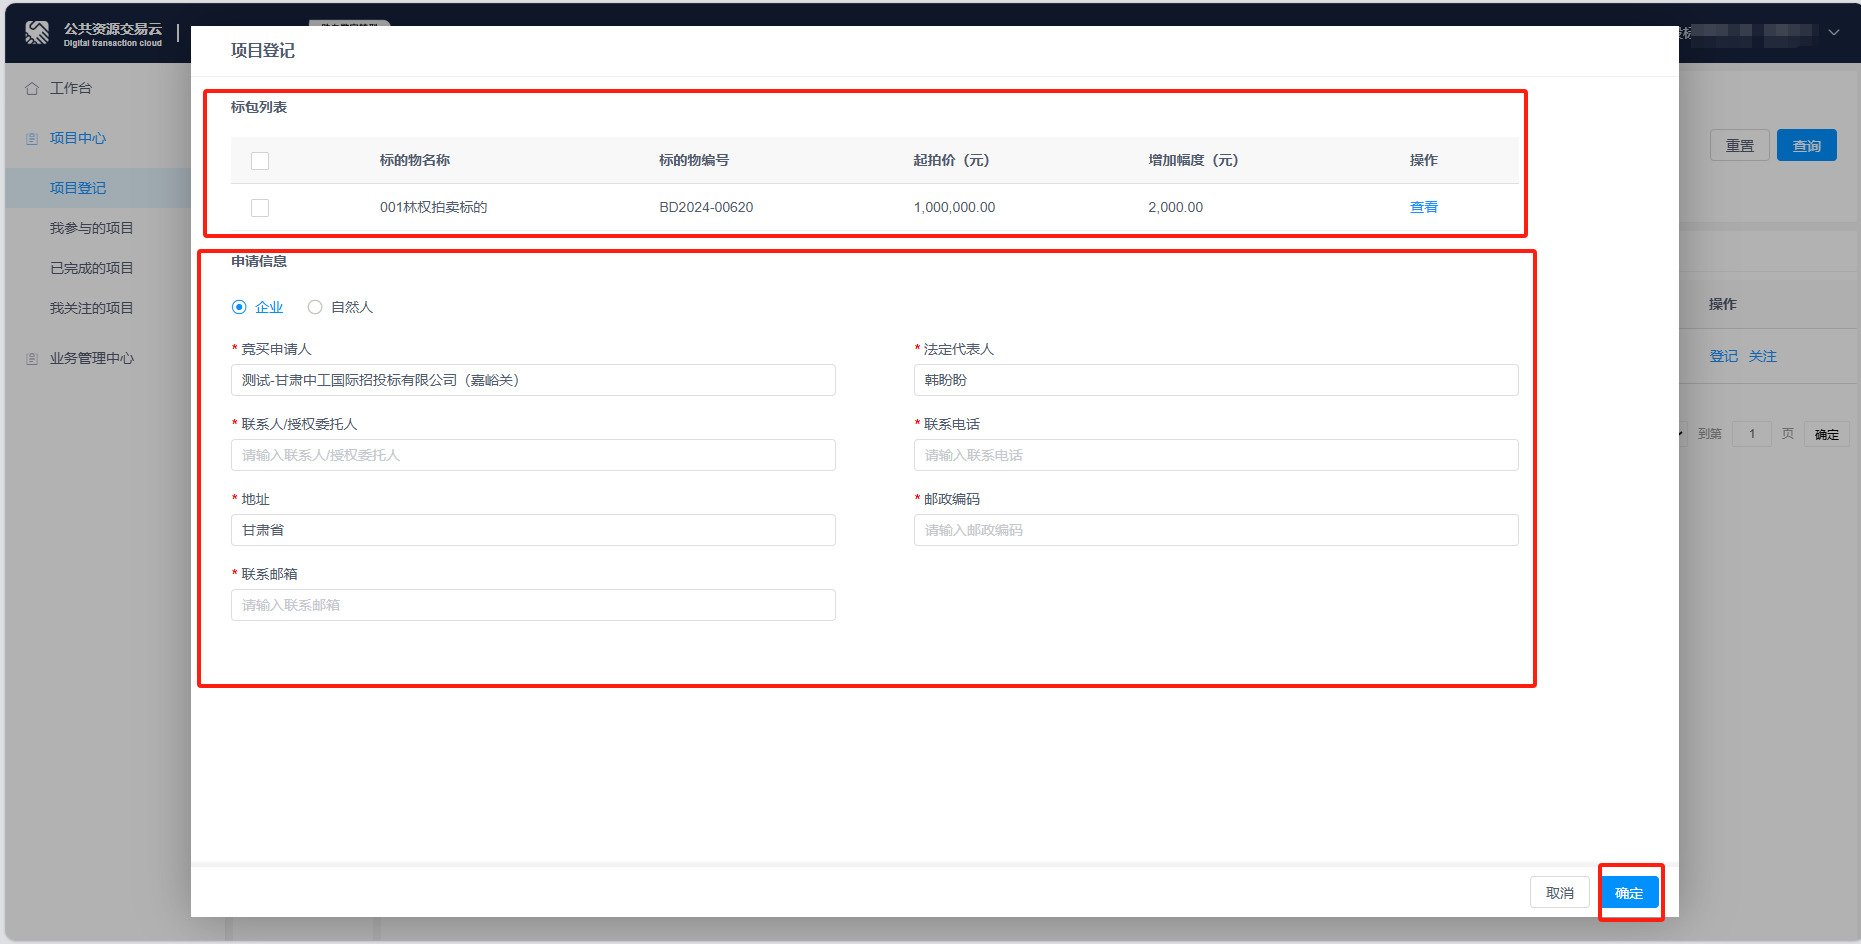 公共资源交易云
Digital transaction cloud
工作台
项目中心
项目登记
我参与的项目
已完成的项目
我关注的项目
业务管理中心
项目登记
标包列表
标的物名称 标的物编号 起拍价（元） 增加幅度（元） 操作
001林权拍卖标的 BD2024-00620 1,000,000.00 2,000.00 查看
申请信息
企业 自然人
* 竞买申请人 * 法定代表人
测试-甘肃中工国际招投标有限公司（嘉峪关） 韩盼盼
* 联系人/授权委托人 * 联系电话
请输入联系人/授权委托人 请输入联系电话
* 地址 * 邮政编码
甘肃省 请输入邮政编码
* 联系邮箱
请输入联系邮箱
取消 确定
重置 查询
操作
登记 关注
到第 1 页 确定